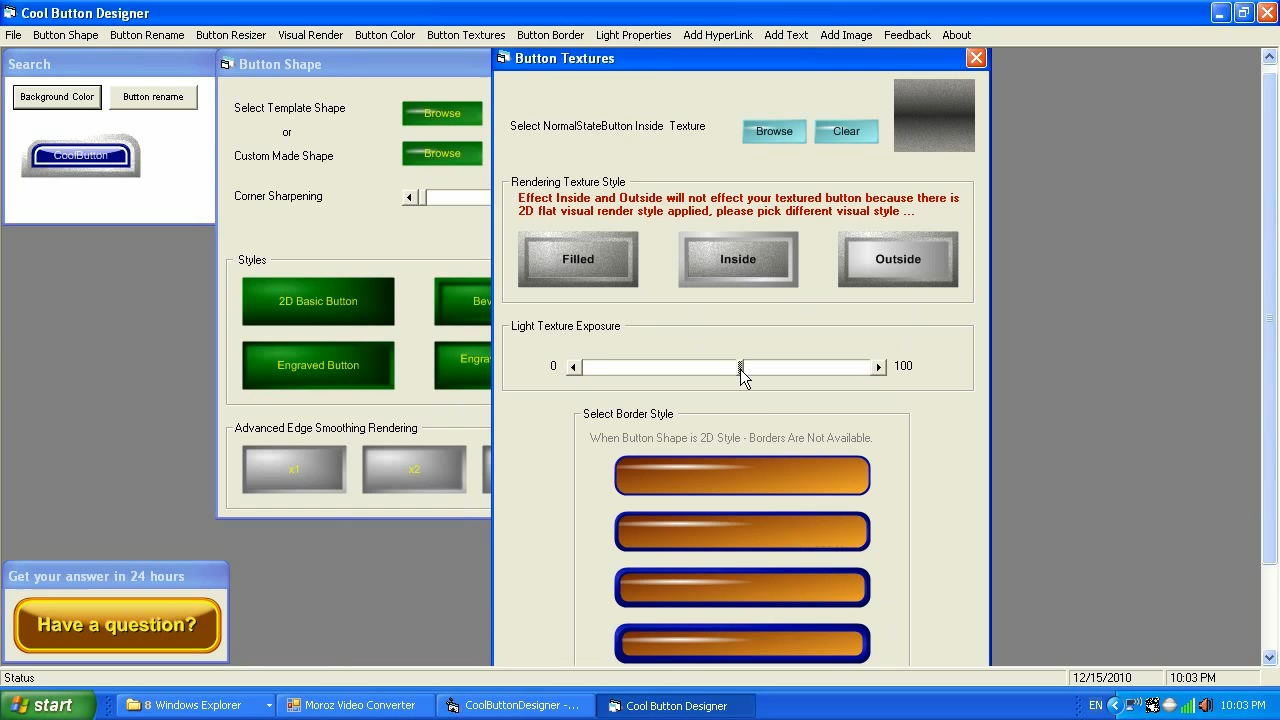 Cool Button Designer
File Button Shape Button Rename Button Resizer Visual Render Button Color Button Textures Button Border Light Properties Add HyperLink Add Text Add Image Feedback About
Search
Background Color Button rename
CoolButton
Button Shape
Select Template Shape Browse
or
Custom Made Shape Browse
Corner Sharpening
Styles
2D Basic Button Bev
Engraved Button Engra
Advanced Edge Smoothing Rendering
x1 x2
Button Textures
Select NormalStateButton Inside Texture Browse Clear
Rendering Texture Style
Effect Inside and Outside will not effect your textured button because there is
2D flat visual render style applied, please pick different visual style ...
Filled Inside Outside
Light Texture Exposure
0 100
Select Border Style
When Button Shape is 2D Style - Borders Are Not Available.
Get your answer in 24 hours
Have a question?
Status 12/15/2010 10:03 PM
start 8 Windows Explorer Moroz Video Converter CoolButtonDesigner -... Cool Button Designer EN 10:03 PM